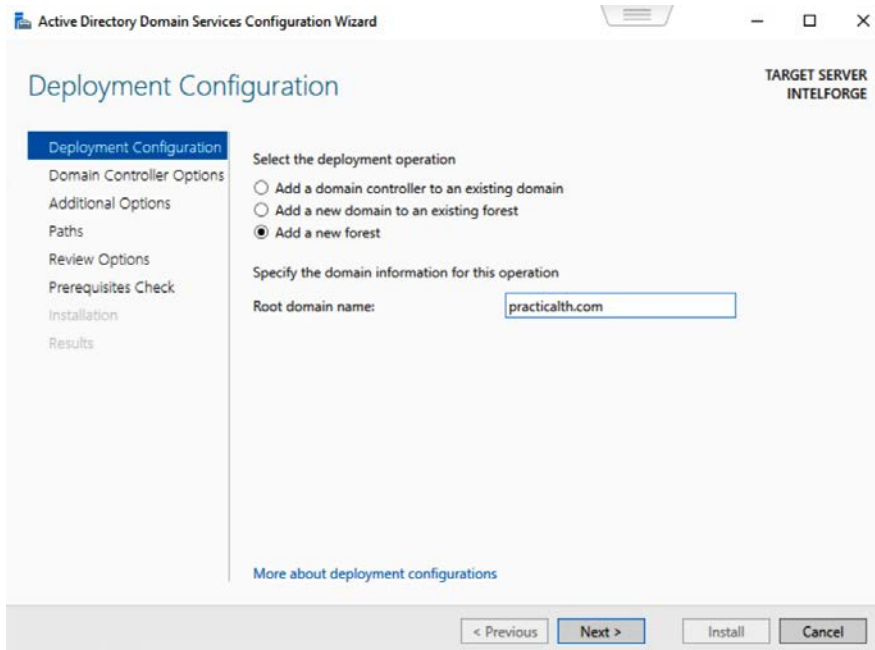 Active Directory Domain Services Configuration Wizard
Deployment Configuration
TARGET SERVER
INTELFORGE
Deployment Configuration
Domain Controller Options
Additional Options
Paths
Review Options
Prerequisites Check
Installation
Results
Select the deployment operation
Add a domain controller to an existing domain
Add a new domain to an existing forest
Add a new forest
Specify the domain information for this operation
Root domain name: practicalth.com
More about deployment configurations
< Previous Next > Install Cancel